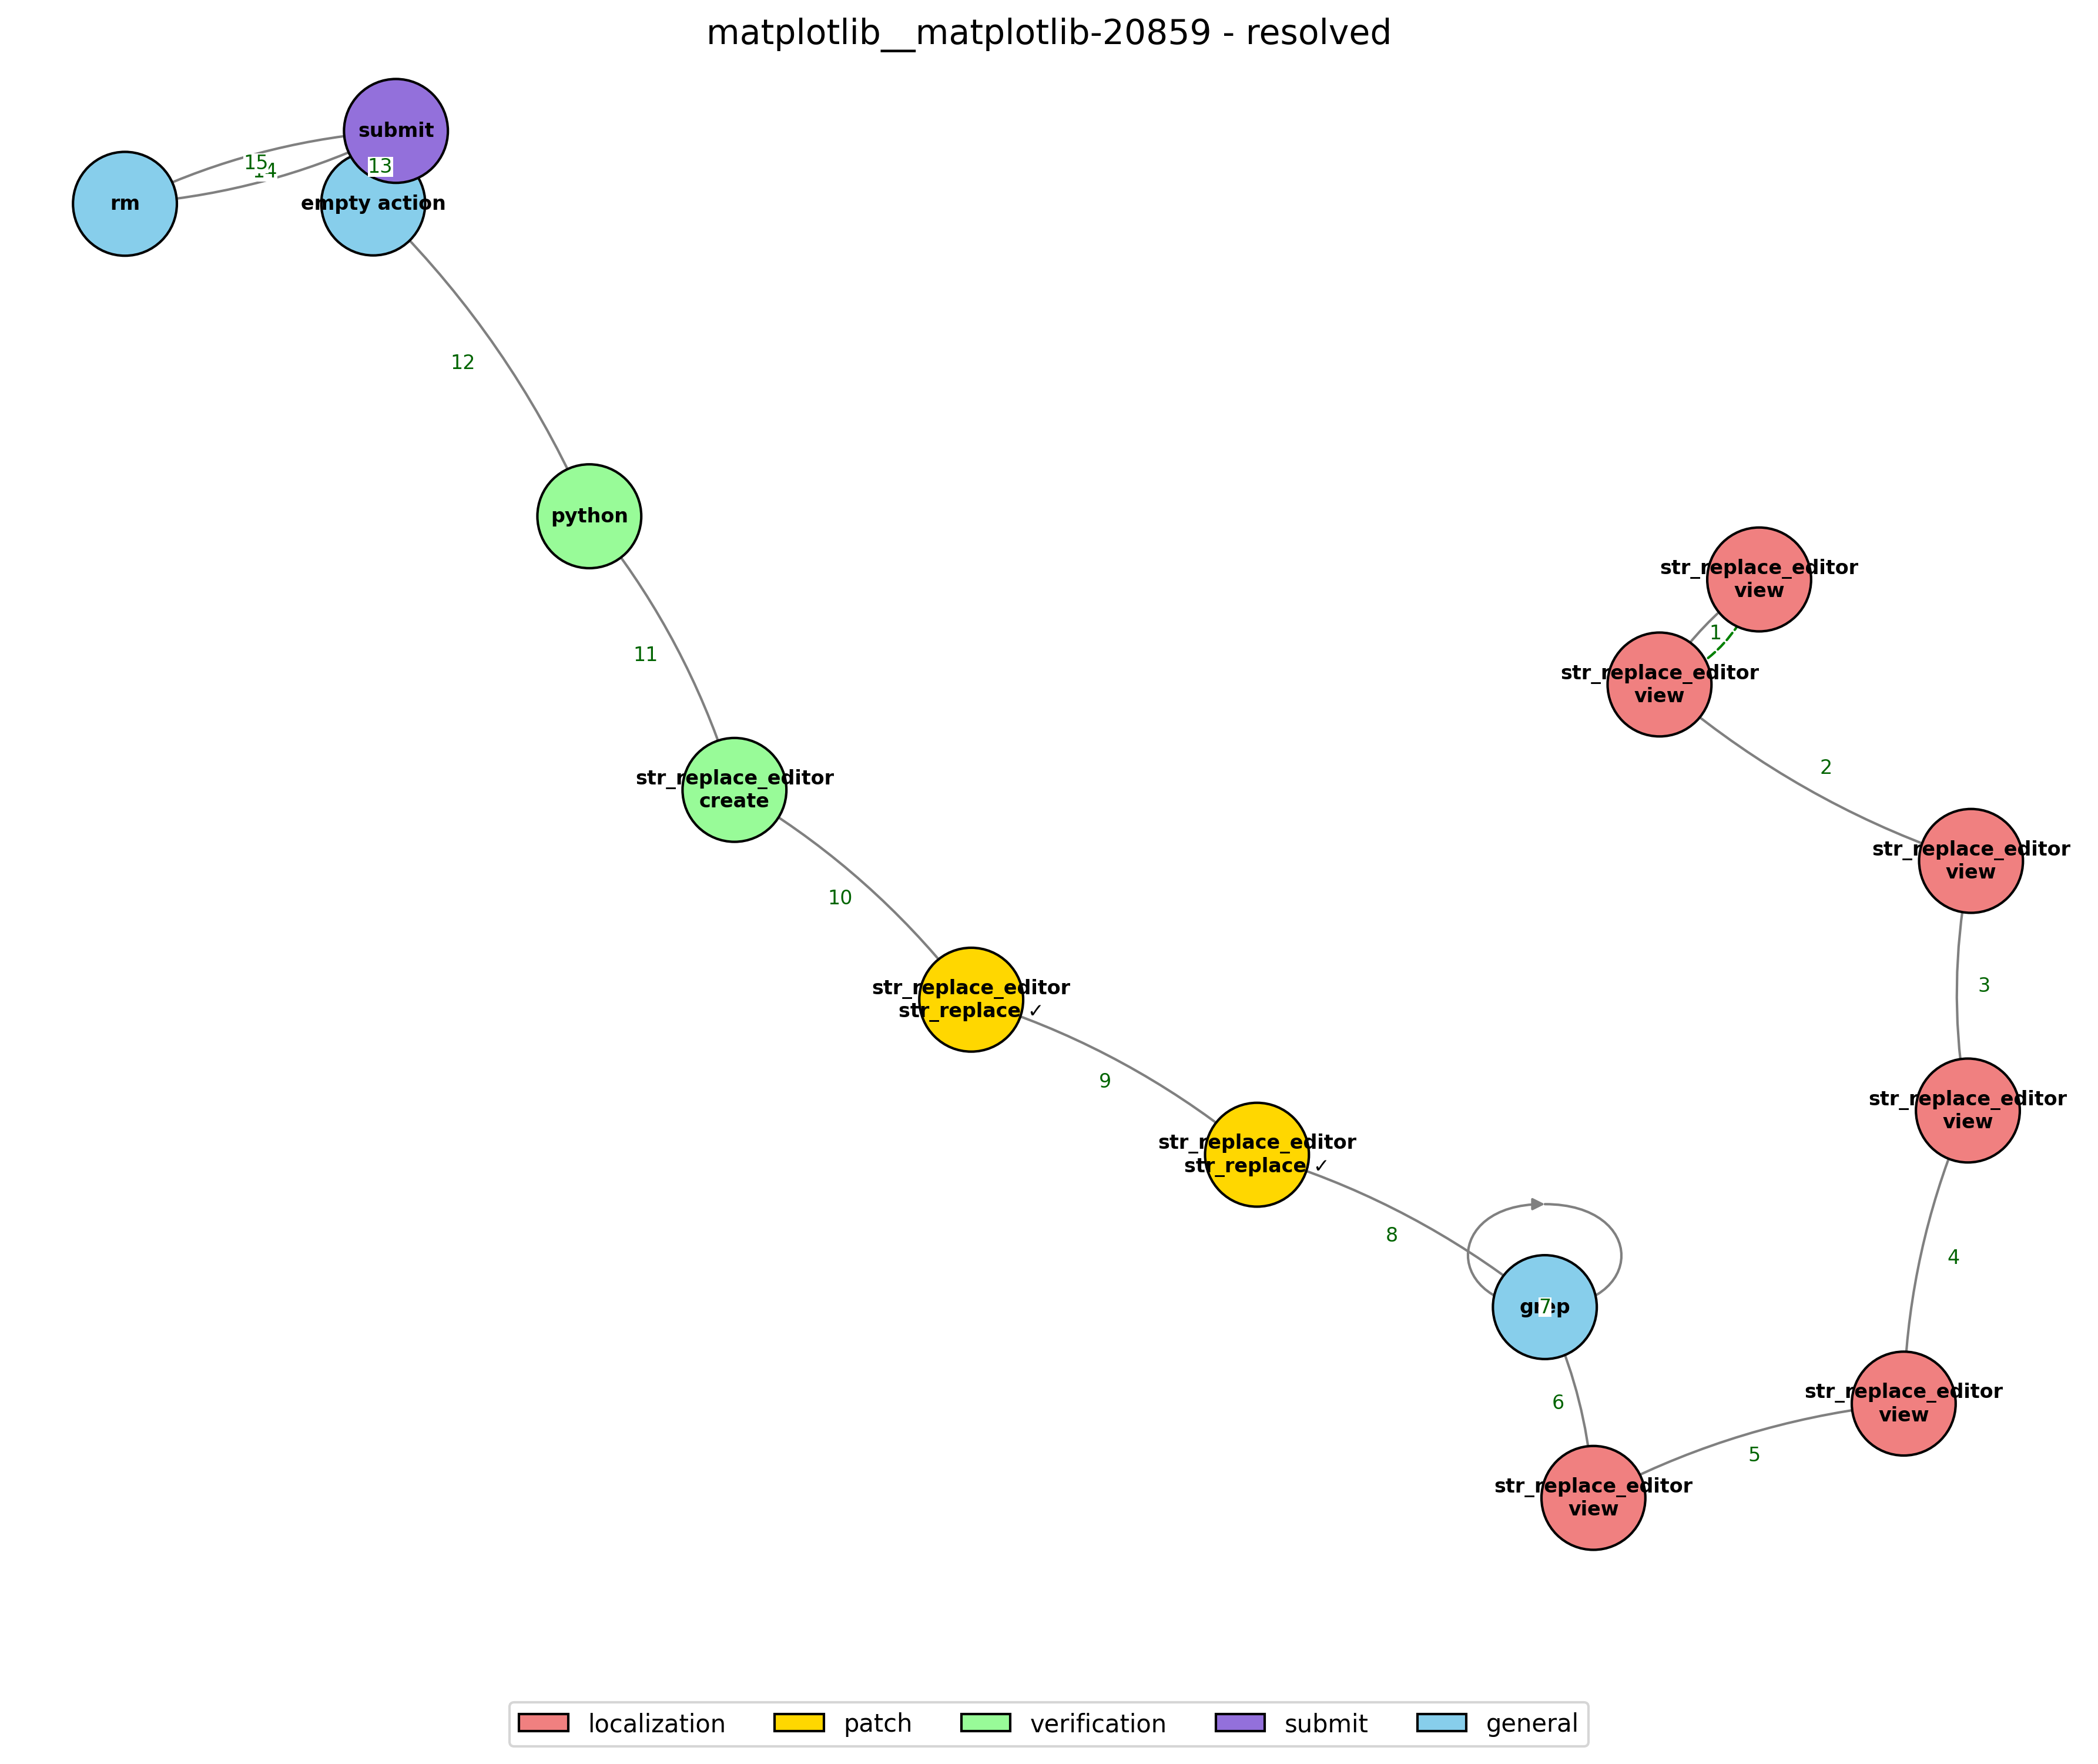 matplotlib__matplotlib-20859 - resolved
submit
15
14
13
rm
empty action
12
python
str_replace_editor
view
1
str_replace_editor
view
11
2
str_replace_editor
create
str_replace_editor
view
10
3
str_replace_editor
str_replace ✓
9
str_replace_editor
view
str_replace_editor
str_replace ✓
8
4
grep
7
6
str_replace_editor
view
5
str_replace_editor
view
localization
patch
verification
submit
general